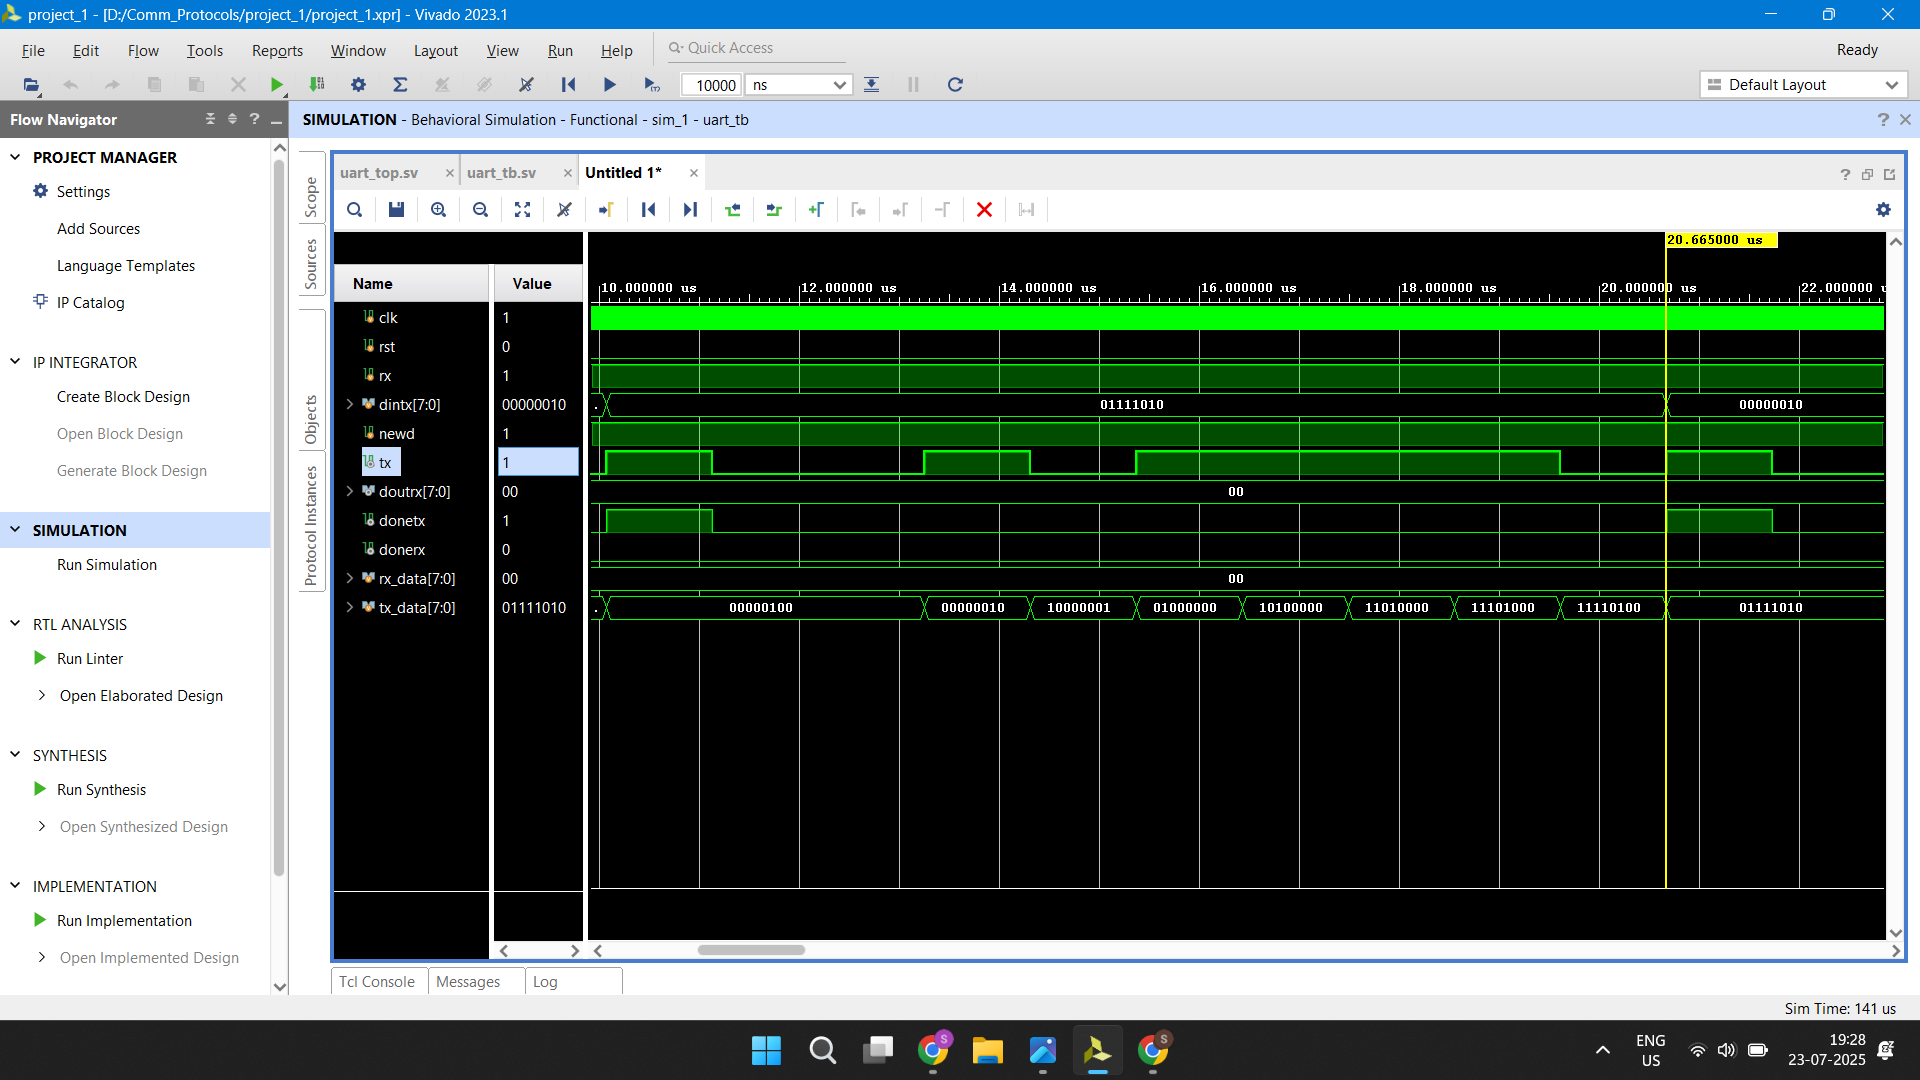 project_1 - [D:/Comm_Protocols/project_1/project_1.xpr] - Vivado 2023.1
File Edit Flow Tools Reports Window Layout View Run Help Quick Access Ready
10000 ns Default Layout
Flow Navigator
SIMULATION - Behavioral Simulation - Functional - sim_1 - uart_tb
PROJECT MANAGER
Settings
Add Sources
Language Templates
IP Catalog
IP INTEGRATOR
Create Block Design
Open Block Design
Generate Block Design
SIMULATION
Run Simulation
RTL ANALYSIS
Run Linter
Open Elaborated Design
SYNTHESIS
Run Synthesis
Open Synthesized Design
IMPLEMENTATION
Run Implementation
Open Implemented Design
Scope
Sources
Objects
Protocol Instances
uart_top.sv uart_tb.sv Untitled 1*
20.665000 us
Name Value
10.000000 us 12.000000 us 14.000000 us 16.000000 us 18.000000 us 20.000000 us 22.000000
clk 1
rst 0
rx 1
dintx[7:0] 00000010 01111010 00000010
newd 1
tx 1
doutrx[7:0] 00 00
donetx 1
donerx 0
rx_data[7:0] 00 00
tx_data[7:0] 01111010 00000100 00000010 10000001 01000000 10100000 11010000 11101000 11110100 01111010
Tcl Console Messages Log
Sim Time: 141 us
ENG
US
19:28
23-07-2025